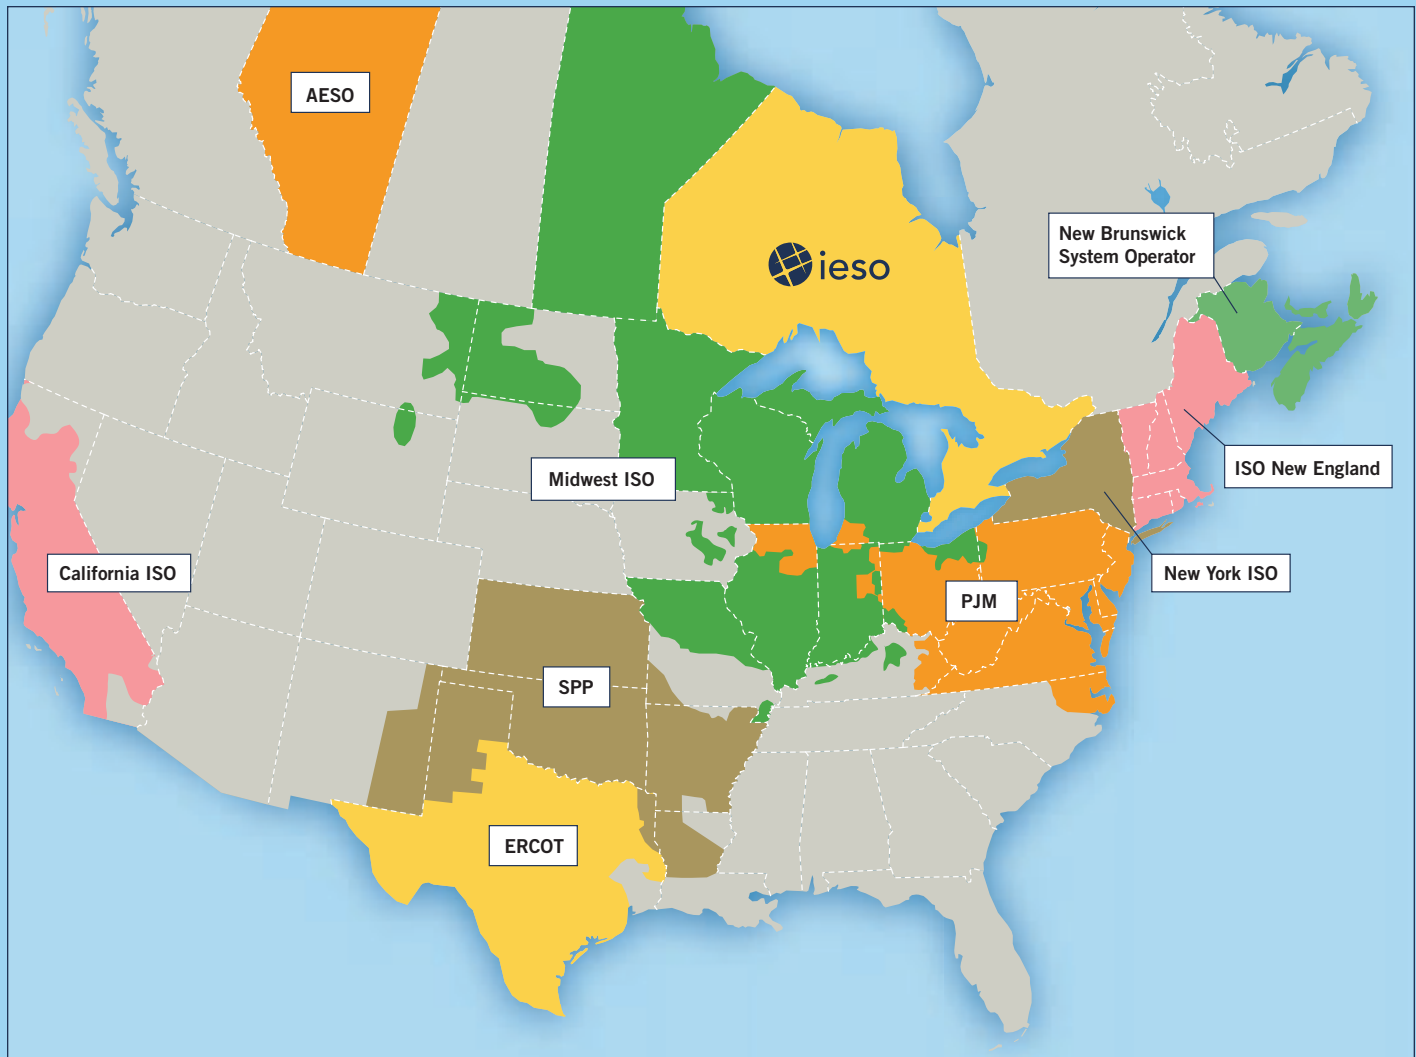 AESO
New Brunswick
System Operator
ieso
ISO New England
Midwest ISO
California ISO
New York ISO
PJM
SPP
ERCOT